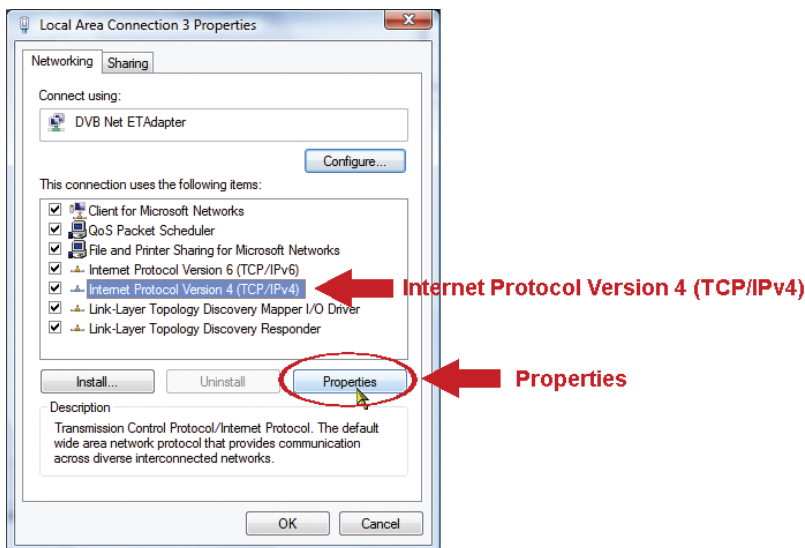 Local Area Connection 3 Properties
Networking
Sharing
Connect using:
DVB Net ETAdapter
Configure...
This connection uses the following items:
Client for Microsoft Networks
QoS Packet Scheduler
File and Printer Sharing for Microsoft Networks
Internet Protocol Version 6 (TCP/IPv6)
Internet Protocol Version 4 (TCP/IPv4)
Internet Protocol Version 4 (TCP/IPv4)
Link-Layer Topology Discovery Mapper I/O Driver
Link-Layer Topology Discovery Responder
Install...
Uninstall
Properties
Properties
Description
Transmission Control Protocol/Internet Protocol. The default
wide area network protocol that provides communication
across diverse interconnected networks.
OK
Cancel